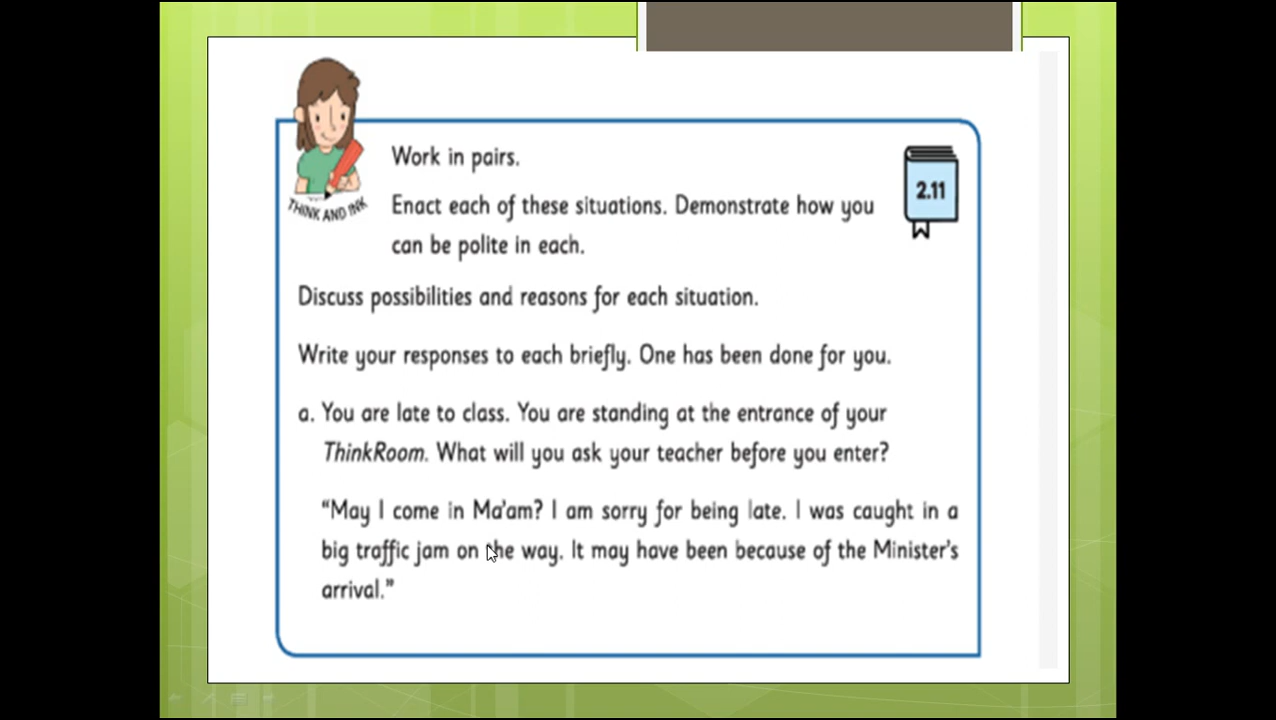 Work in pairs.
2.11
Enact each of these situations. Demonstrate how you
can be polite in each.
THINK AND INK
Discuss possibilities and reasons for each situation.
Write your responses to each briefly. One has been done for you.
a. You are late to class. You are standing at the entrance of your
ThinkRoom. What will you ask your teacher before you enter?
“May I come in Ma’am? I am sorry for being late. I was caught in a
big traffic jam on the way. It may have been because of the Minister’s
arrival.”